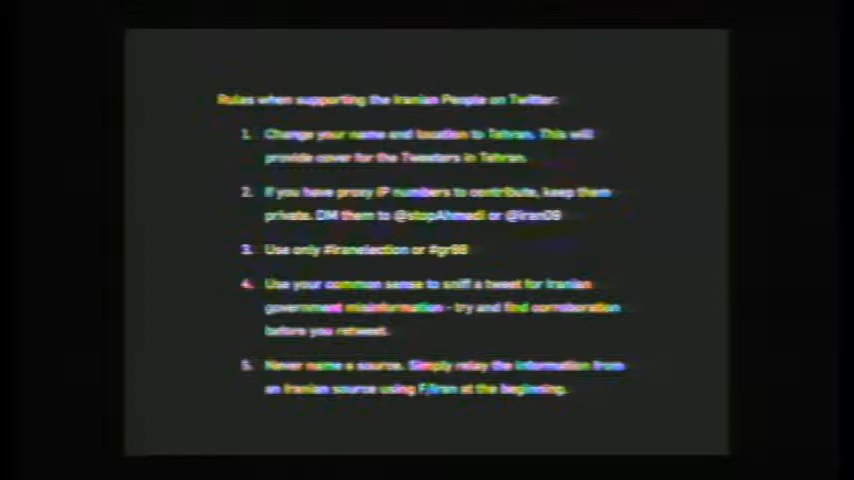 Rules when supporting the Iranian People on Twitter:
1. Change your name and location to Tehran. This will
provide cover for the Tweeters in Tehran.
2. If you have proxy IP numbers to contribute, keep them
private. DM them to @stopAhmadi or @iran09
3. Use only #iranelection or #gr88
4. Use your common sense to sniff a tweet for Iranian
government misinformation - try and find corroboration
before you retweet.
5. Never name a source. Simply relay the information from
an Iranian source using F/Iran at the beginning.